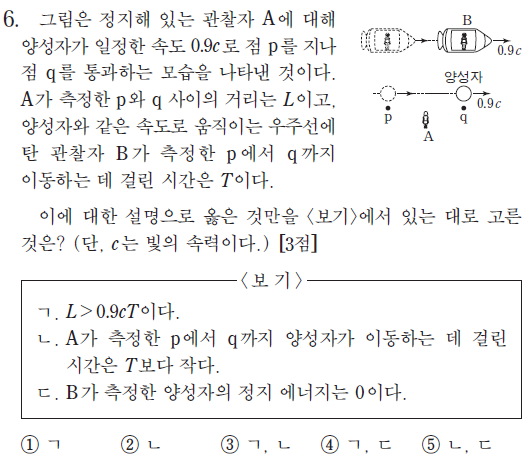 6. 그림은 정지해 있는 관찰자 A에 대해
양성자가 일정한 속도 0.9c로 점 p를 지나
점 q를 통과하는 모습을 나타낸 것이다.
A가 측정한 p와 q 사이의 거리는 L이고,
양성자와 같은 속도로 움직이는 우주선에
탄 관찰자 B가 측정한 p에서 q까지
이동하는 데 걸린 시간은 T이다.
B
0.9c
양성자
0.9c
p
q
A
이에 대한 설명으로 옳은 것만을 〈보기〉에서 있는 대로 고른
것은? (단, c는 빛의 속력이다.) [3점]
〈보 기〉
ㄱ. L>0.9cT이다.
ㄴ. A가 측정한 p에서 q까지 양성자가 이동하는 데 걸린
시간은 T보다 작다.
ㄷ. B가 측정한 양성자의 정지 에너지는 0이다.
① ㄱ ② ㄴ ③ ㄱ, ㄴ ④ ㄱ, ㄷ ⑤ ㄴ, ㄷ